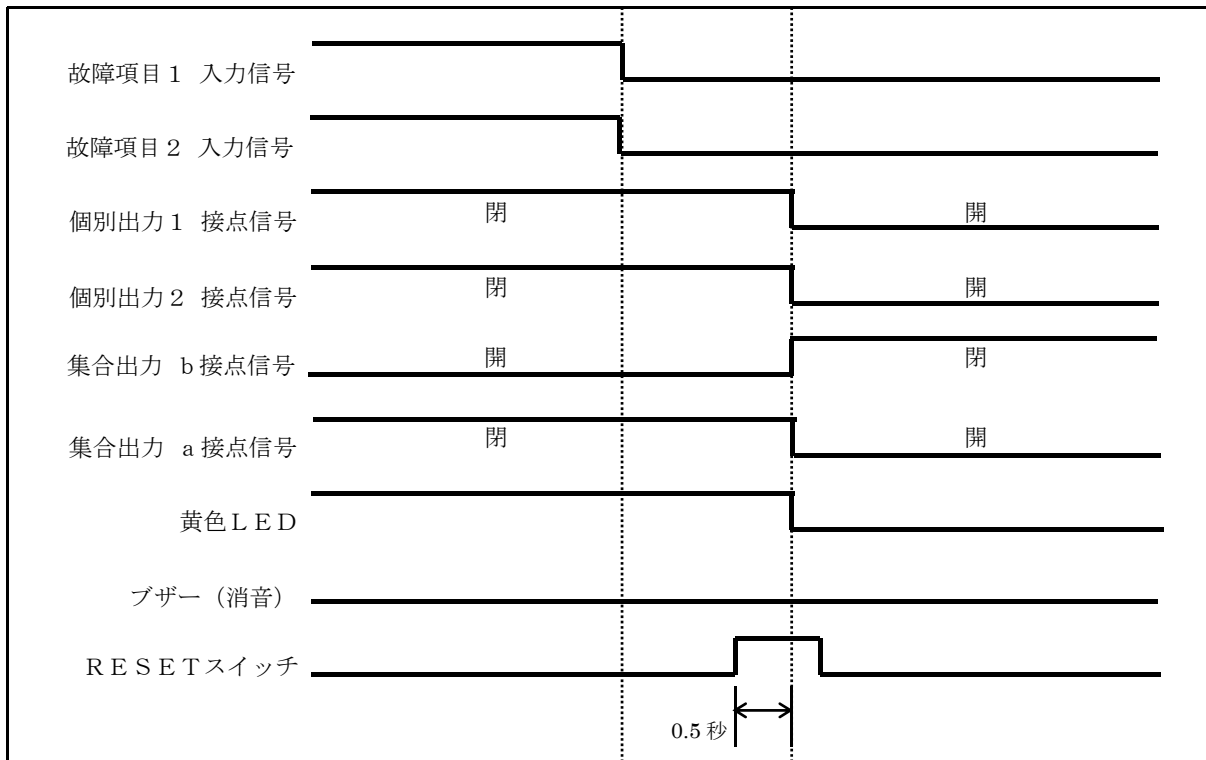 故障項目１ 入力信号
故障項目２ 入力信号
個別出力１ 接点信号
閉
開
個別出力２ 接点信号
閉
開
集合出力 ｂ接点信号
開
閉
集合出力 ａ接点信号
閉
開
黄色ＬＥＤ
ブザー（消音）
ＲＥＳＥＴスイッチ
0.5 秒